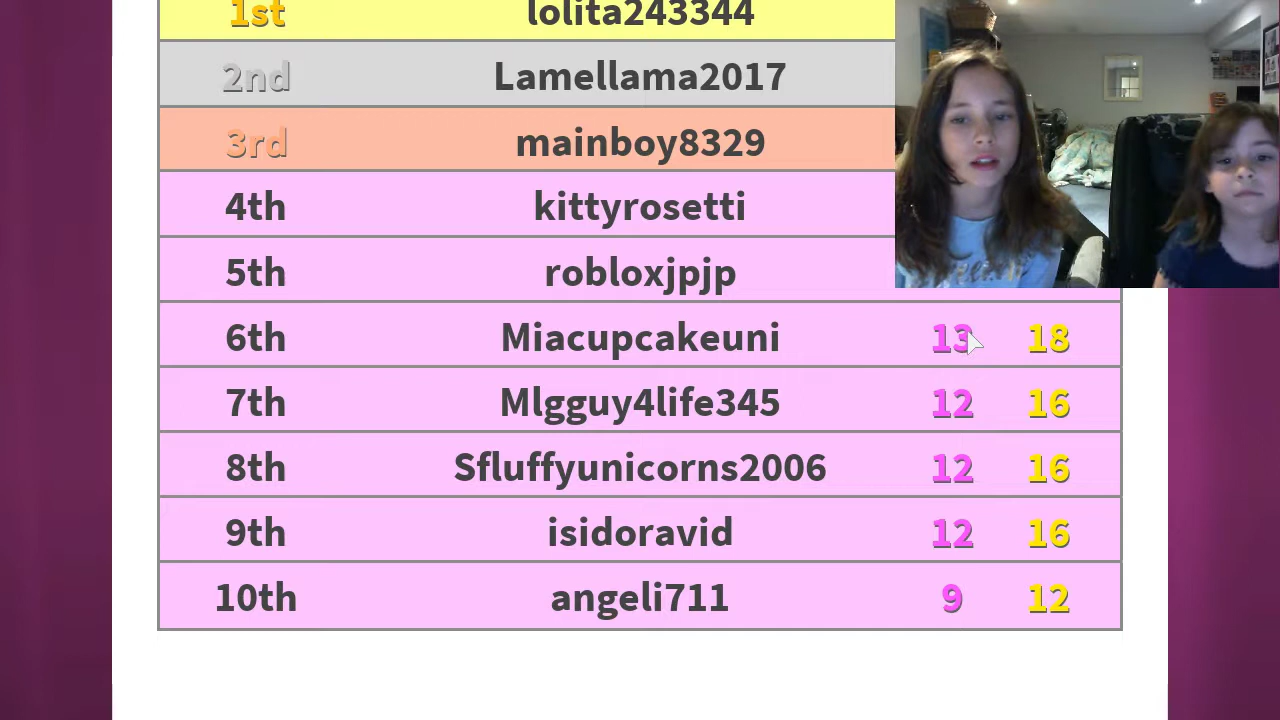 1st lolita243344
2nd Lamellama2017
3rd mainboy8329
4th kittyrosetti
5th robloxjpjp
6th Miacupcakeuni 13 18
7th Mlgguy4life345 12 16
8th Sfluffyunicorns2006 12 16
9th isidoravid 12 16
10th angeli711 9 12